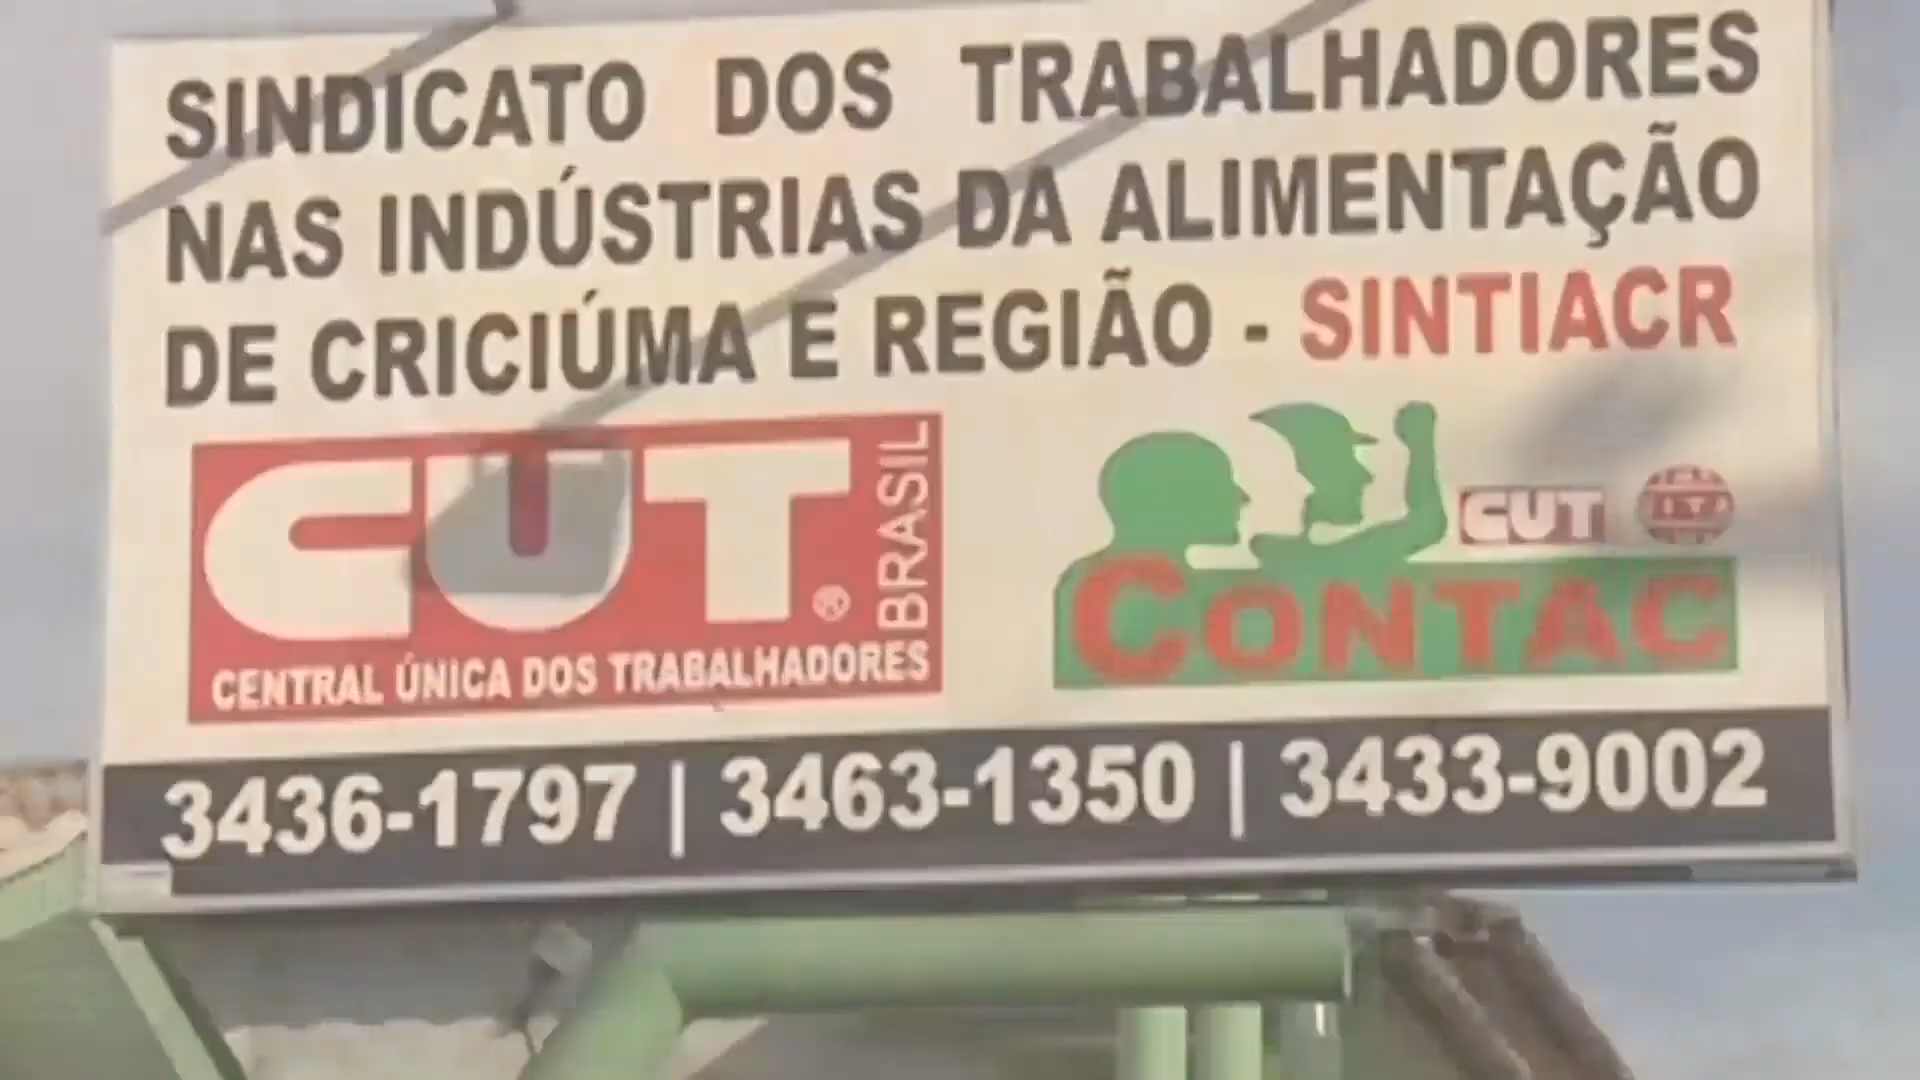 SINDICATO DOS TRABALHADORES
NAS INDÚSTRIAS DA ALIMENTAÇÃO
DE CRICIÚMA E REGIÃO - SINTIACR
CUT ® BRASIL
CENTRAL ÚNICA DOS TRABALHADORES
CUT
CONTAC
3436-1797 | 3463-1350 | 3433-9002